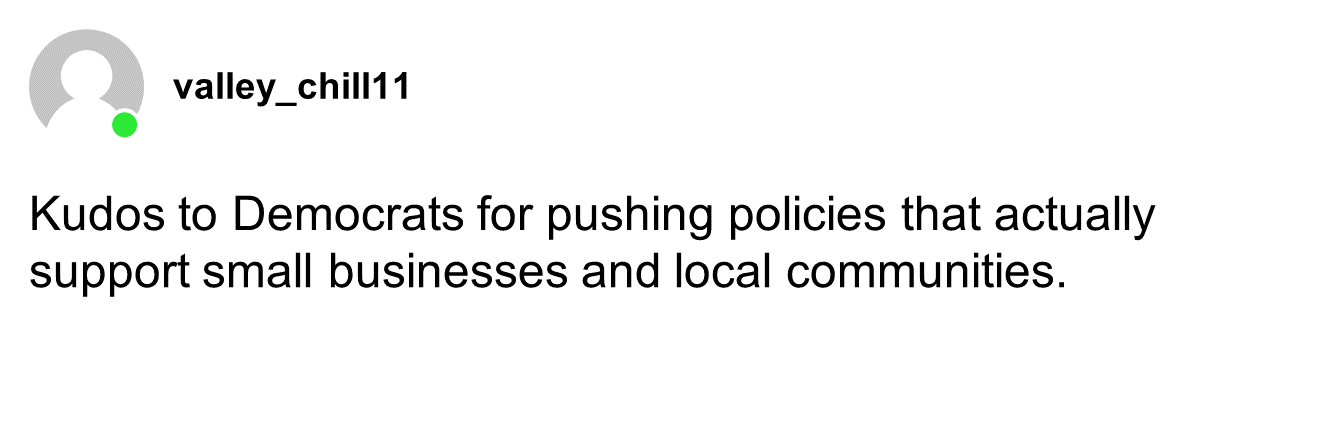 valley_chill11
Kudos to Democrats for pushing policies that actually
support small businesses and local communities.